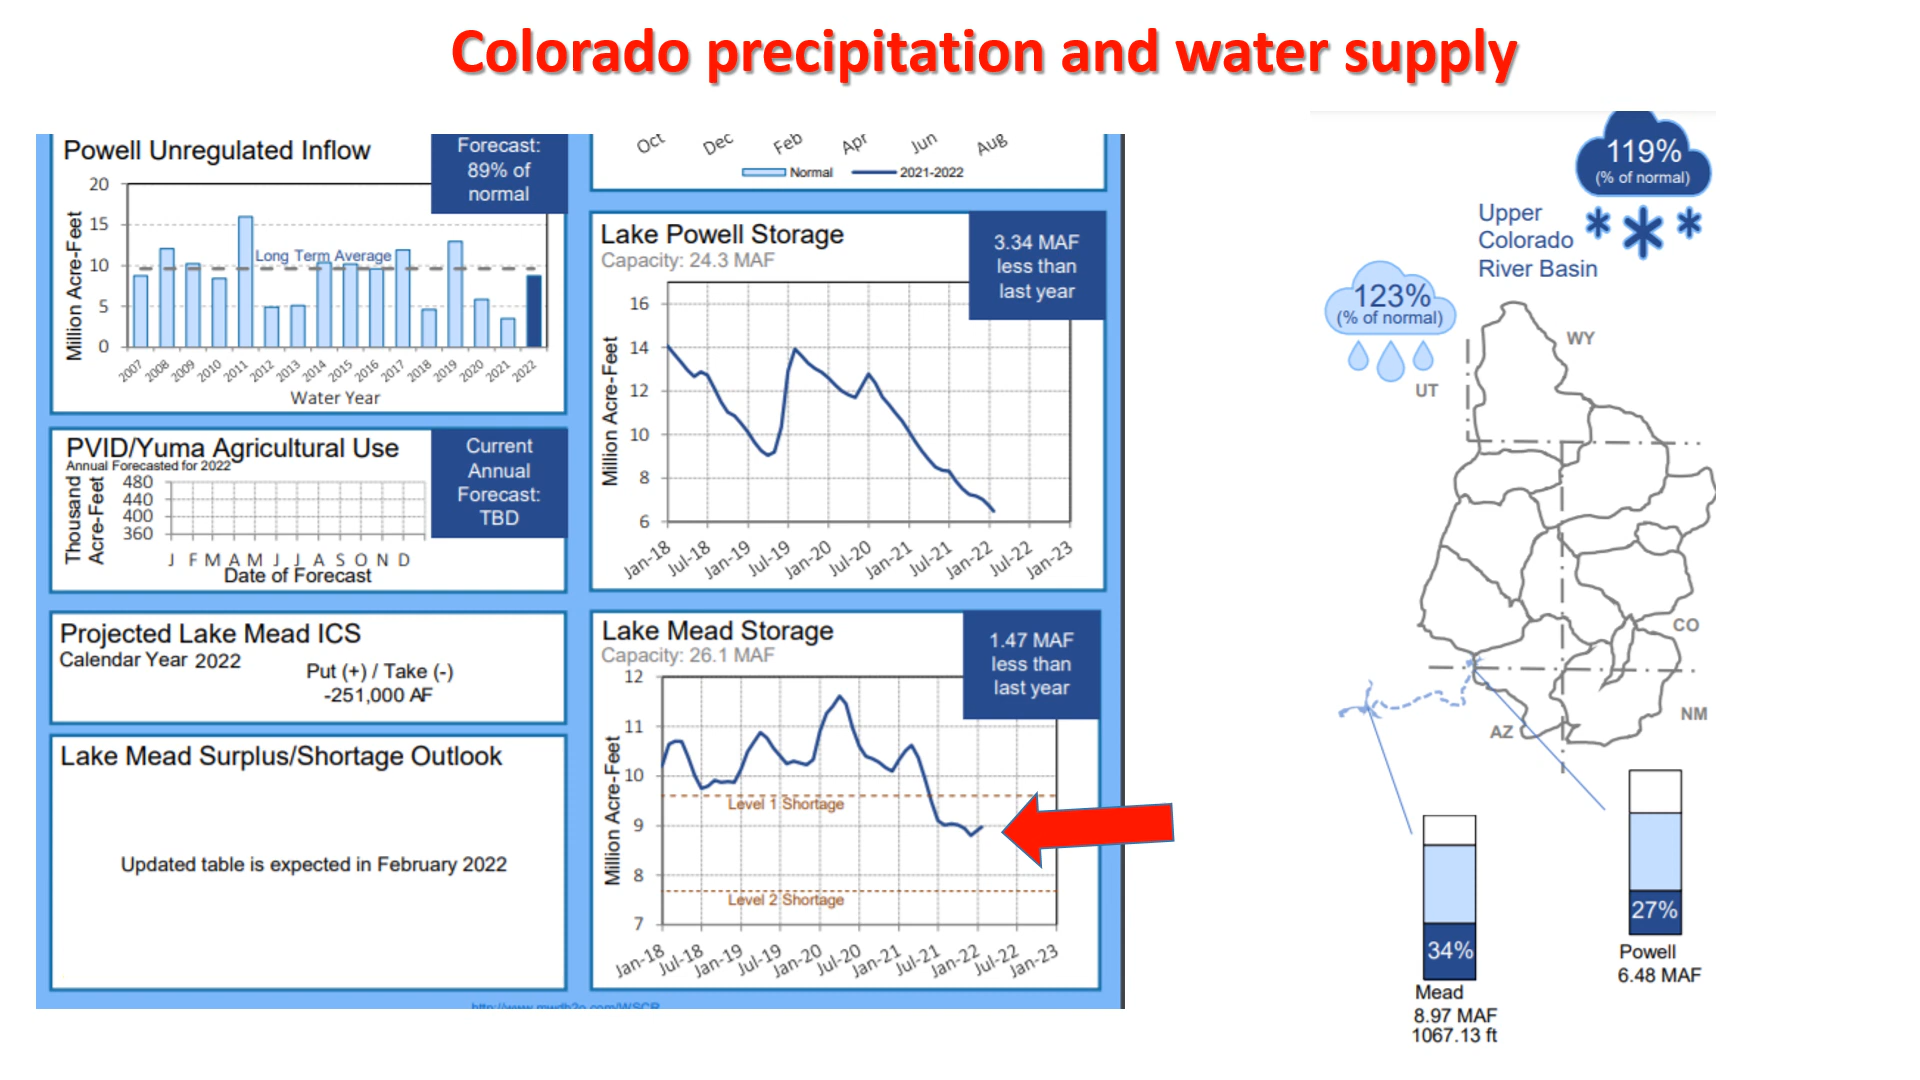 Colorado precipitation and water supply
Powell Unregulated Inflow
Forecast:
89% of
normal
20
15
10
5
0
Million Acre-Feet
Long Term Average
2007
2008
2009
2010
2011
2012
2013
2014
2015
2016
2017
2018
2019
2020
2021
2022
Water Year
PVID/Yuma Agricultural Use
Annual Forecasted for 2022
Current
Annual
Forecast:
TBD
Thousand
Acre-Feet
480
440
400
360
J F M A M J J A S O N D
Date of Forecast
Projected Lake Mead ICS
Calendar Year 2022
Put (+) / Take (-)
-251,000 AF
Lake Mead Surplus/Shortage Outlook
Updated table is expected in February 2022
http://www.mwdh2o.com/WSCR
Oct Dec Feb Apr Jun Aug
Normal 2021-2022
Lake Powell Storage
Capacity: 24.3 MAF
3.34 MAF
less than
last year
Million Acre-Feet
16
14
12
10
8
6
Jan-18 Jul-18 Jan-19 Jul-19 Jan-20 Jul-20 Jan-21 Jul-21 Jan-22 Jul-22 Jan-23
Lake Mead Storage
Capacity: 26.1 MAF
1.47 MAF
less than
last year
Million Acre-Feet
12
11
10
9
8
7
Level 1 Shortage
Level 2 Shortage
Jan-18 Jul-18 Jan-19 Jul-19 Jan-20 Jul-20 Jan-21 Jul-21 Jan-22 Jul-22 Jan-23
119%
(% of normal)
Upper
Colorado
River Basin
123%
(% of normal)
WY
UT
CO
NM
AZ
34%
Mead
8.97 MAF
1067.13 ft
27%
Powell
6.48 MAF